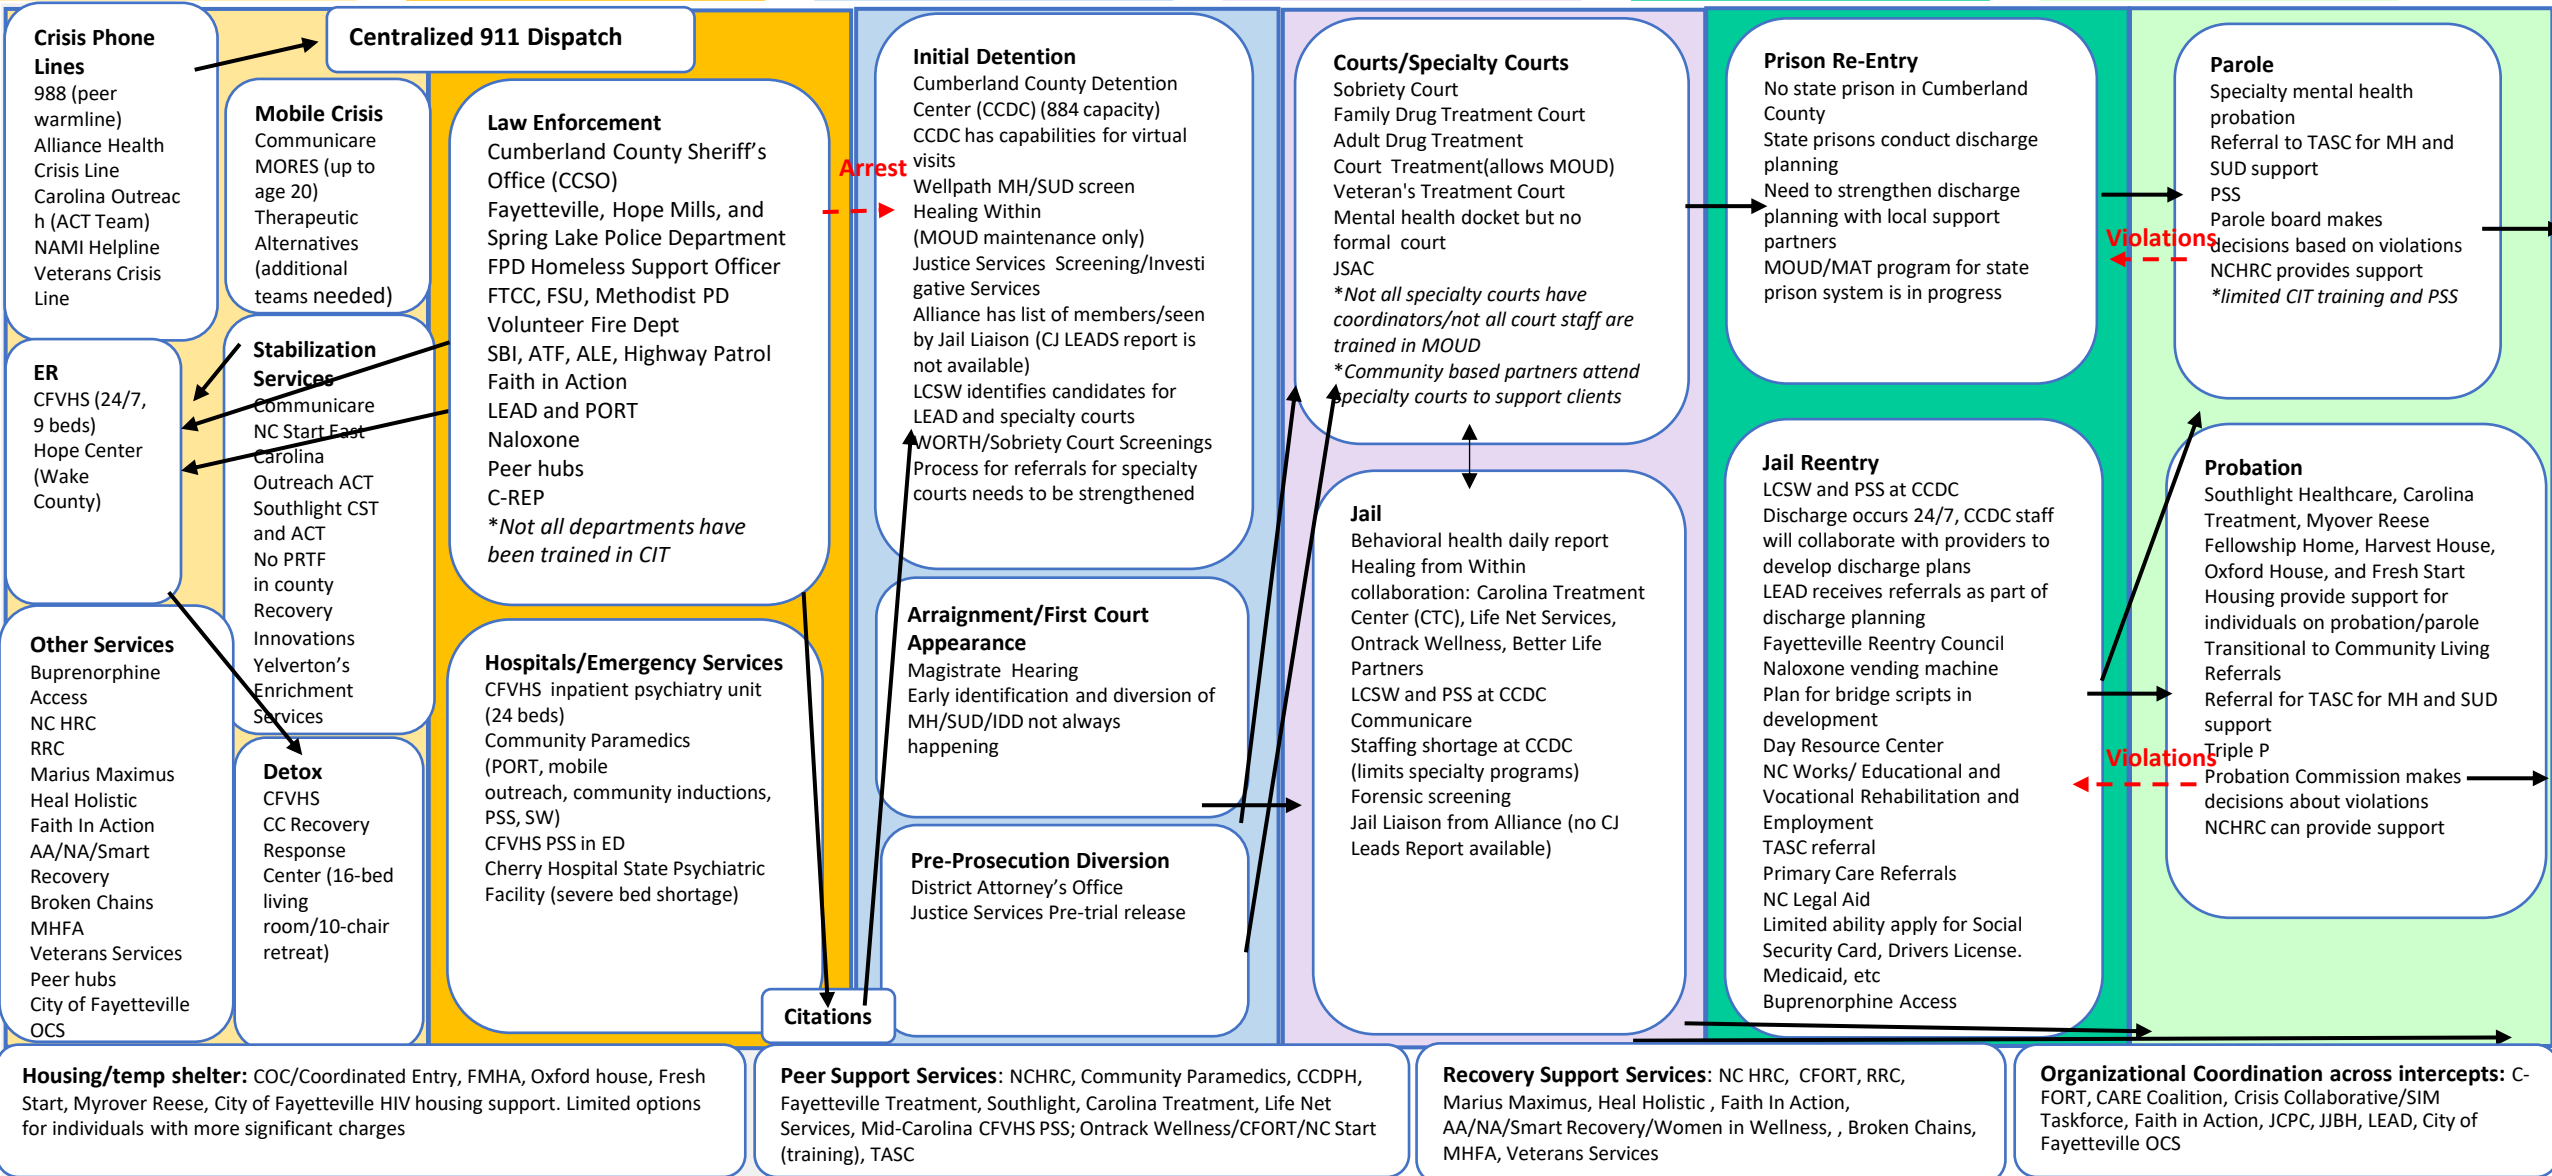 Crisis Phone
Lines
988 (peer
warmline)
Alliance Health
Crisis Line
Carolina Outreac
h (ACT Team)
NAMI Helpline
Veterans Crisis
Line
Centralized 911 Dispatch
Mobile Crisis
Communicare
MORES (up to
age 20)
Therapeutic
Alternatives
(additional
teams needed)
ER
CFVHS (24/7,
9 beds)
Hope Center
(Wake
County)
Stabilization
Services
Communicare
NC Start East
Carolina
Outreach ACT
Southlight CST
and ACT
No PRTF
in county
Recovery
Innovations
Yelverton's
Enrichment
Services
Other Services
Buprenorphine
Access
NC HRC
RRC
Marius Maximus
Heal Holistic
Faith In Action
AA/NA/Smart
Recovery
Broken Chains
MHFA
Veterans Services
Peer hubs
City of Fayetteville
OCS
Detox
CFVHS
CC Recovery
Response
Center (16-bed
living
room/10-chair
retreat)
Law Enforcement
Cumberland County Sheriff's
Office (CCSO)
Fayetteville, Hope Mills, and
Spring Lake Police Department
FPD Homeless Support Officer
FTCC, FSU, Methodist PD
Volunteer Fire Dept
SBI, ATF, ALE, Highway Patrol
Faith in Action
LEAD and PORT
Naloxone
Peer hubs
C-REP
*Not all departments have
been trained in CIT
Hospitals/Emergency Services
CFVHS inpatient psychiatry unit
(24 beds)
Community Paramedics
(PORT, mobile
outreach, community inductions,
PSS, SW)
CFVHS PSS in ED
Cherry Hospital State Psychiatric
Facility (severe bed shortage)
Citations
Arrest
Initial Detention
Cumberland County Detention
Center (CCDC) (884 capacity)
CCDC has capabilities for virtual
visits
Wellpath MH/SUD screen
Healing Within
(MOUD maintenance only)
Justice Services Screening/Investi
gative Services
Alliance has list of members/seen
by Jail Liaison (CJ LEADS report is
not available)
LCSW identifies candidates for
LEAD and specialty courts
WORTH/Sobriety Court Screenings
Process for referrals for specialty
courts needs to be strengthened
Arraignment/First Court
Appearance
Magistrate Hearing
Early identification and diversion of
MH/SUD/IDD not always
happening
Pre-Prosecution Diversion
District Attorney's Office
Justice Services Pre-trial release
Courts/Specialty Courts
Sobriety Court
Family Drug Treatment Court
Adult Drug Treatment
Court Treatment(allows MOUD)
Veteran's Treatment Court
Mental health docket but no
formal court
JSAC
*Not all specialty courts have
coordinators/not all court staff are
trained in MOUD
*Community based partners attend
specialty courts to support clients
Jail
Behavioral health daily report
Healing from Within
collaboration: Carolina Treatment
Center (CTC), Life Net Services,
Ontrack Wellness, Better Life
Partners
LCSW and PSS at CCDC
Communicare
Staffing shortage at CCDC
(limits specialty programs)
Forensic screening
Jail Liaison from Alliance (no CJ
Leads Report available)
Prison Re-Entry
No state prison in Cumberland
County
State prisons conduct discharge
planning
Need to strengthen discharge
planning with local support
partners
MOUD/MAT program for state
prison system is in progress
Jail Reentry
LCSW and PSS at CCDC
Discharge occurs 24/7, CCDC staff
will collaborate with providers to
develop discharge plans
LEAD receives referrals as part of
discharge planning
Fayetteville Reentry Council
Naloxone vending machine
Plan for bridge scripts in
development
Day Resource Center
NC Works/ Educational and
Vocational Rehabilitation and
Employment
TASC referral
Primary Care Referrals
NC Legal Aid
Limited ability apply for Social
Security Card, Drivers License.
Medicaid, etc
Buprenorphine Access
Violations
Violations
Parole
Specialty mental health
probation
Referral to TASC for MH and
SUD support
PSS
Parole board makes
decisions based on violations
NCHRC provides support
*limited CIT training and PSS
Probation
Southlight Healthcare, Carolina
Treatment, Myover Reese
Fellowship Home, Harvest House,
Oxford House, and Fresh Start
Housing provide support for
individuals on probation/parole
Transitional to Community Living
Referrals
Referral for TASC for MH and SUD
support
Triple P
Probation Commission makes
decisions about violations
NCHRC can provide support
Housing/temp shelter: COC/Coordinated Entry, FMHA, Oxford house, Fresh
Start, Myrover Reese, City of Fayetteville HIV housing support. Limited options
for individuals with more significant charges
Peer Support Services: NCHRC, Community Paramedics, CCDPH,
Fayetteville Treatment, Southlight, Carolina Treatment, Life Net
Services, Mid-Carolina CFVHS PSS; Ontrack Wellness/CFORT/NC Start
(training), TASC
Recovery Support Services: NC HRC, CFORT, RRC,
Marius Maximus, Heal Holistic , Faith In Action,
AA/NA/Smart Recovery/Women in Wellness, , Broken Chains,
MHFA, Veterans Services
Organizational Coordination across intercepts: C-
FORT, CARE Coalition, Crisis Collaborative/SIM
Taskforce, Faith in Action, JCPC, JJBH, LEAD, City of
Fayetteville OCS